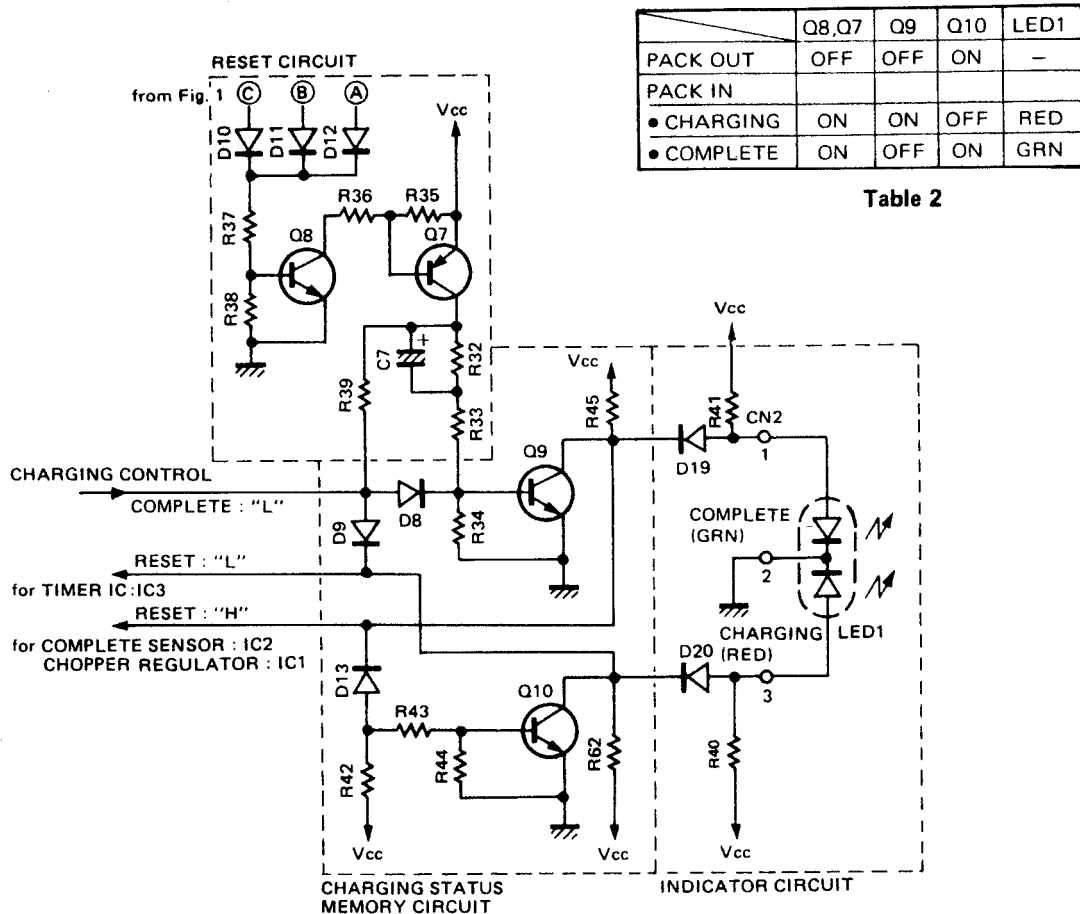 Q8,Q7 Q9 Q10 LED1
PACK OUT OFF OFF ON –
PACK IN
• CHARGING ON ON OFF RED
• COMPLETE ON OFF ON GRN
Table 2
RESET CIRCUIT
from Fig. 1 C B A
Vcc
D10 D11 D12
R36 R35
R37 Q8 Q7
R38
C7 R32
R39 R33
Vcc
Vcc
R45 R41 CN2
Q9 1
D19
CHARGING CONTROL
COMPLETE : "L"
D8
D9 R34
COMPLETE
(GRN)
RESET : "L"
2
for TIMER IC:IC3
RESET : "H"
CHARGING LED1
(RED)
for COMPLETE SENSOR : IC2
CHOPPER REGULATOR : IC1
D13 D20
Q10 3
R43
R42 R44 R62 R40
Vcc Vcc Vcc
CHARGING STATUS
MEMORY CIRCUIT
INDICATOR CIRCUIT